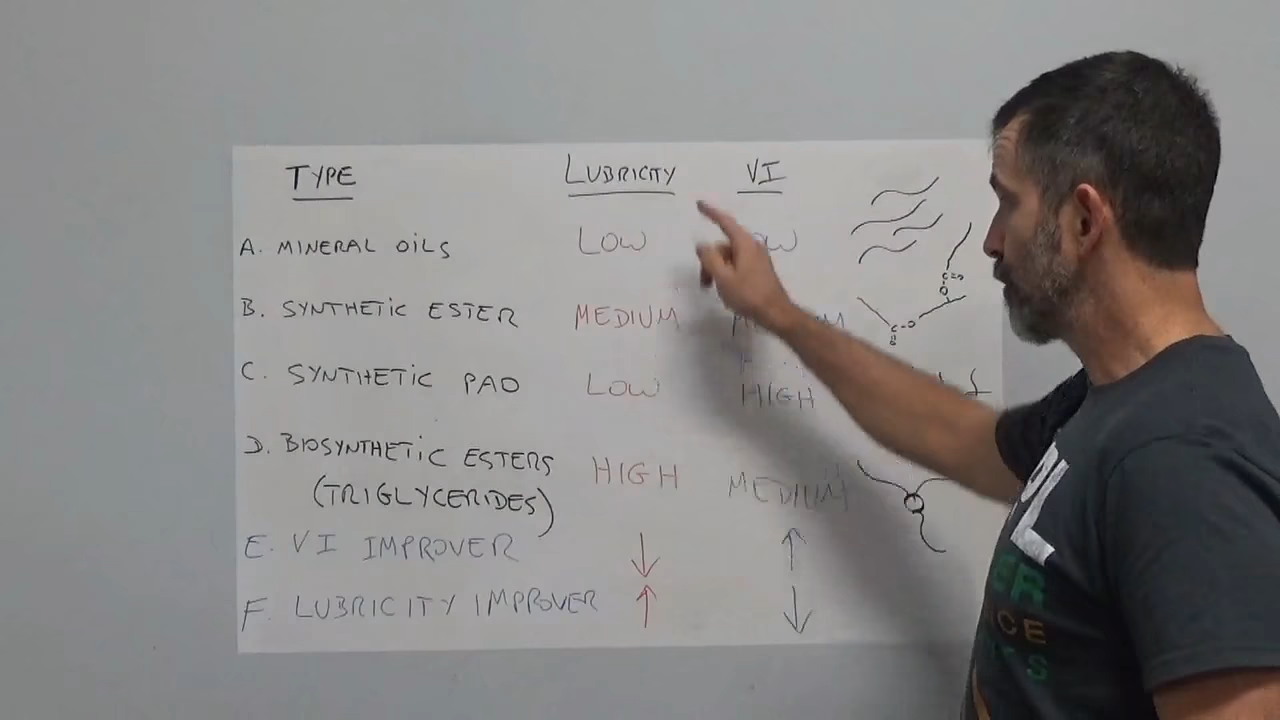 TYPE LUBRICITY VI
A. MINERAL OILS LOW
B. SYNTHETIC ESTER MEDIUM
C. SYNTHETIC PAO LOW HIGH
D. BIOSYNTHETIC ESTERS HIGH MEDIUM
(TRIGLYCERIDES)
E. VI IMPROVER ↓ ↑
F. LUBRICITY IMPROVER ↑ ↓
C=O
O
C-O